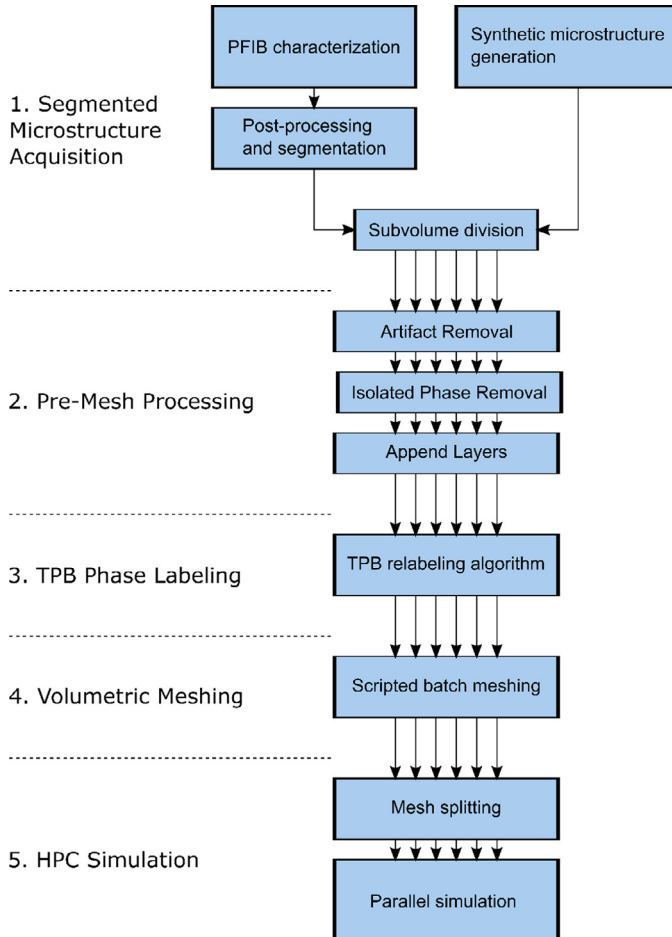 PFIB characterization
Synthetic microstructure
generation
1. Segmented
Microstructure
Acquisition
Post-processing
and segmentation
Subvolume division
Artifact Removal
2. Pre-Mesh Processing
Isolated Phase Removal
Append Layers
3. TPB Phase Labeling
TPB relabeling algorithm
4. Volumetric Meshing
Scripted batch meshing
Mesh splitting
5. HPC Simulation
Parallel simulation